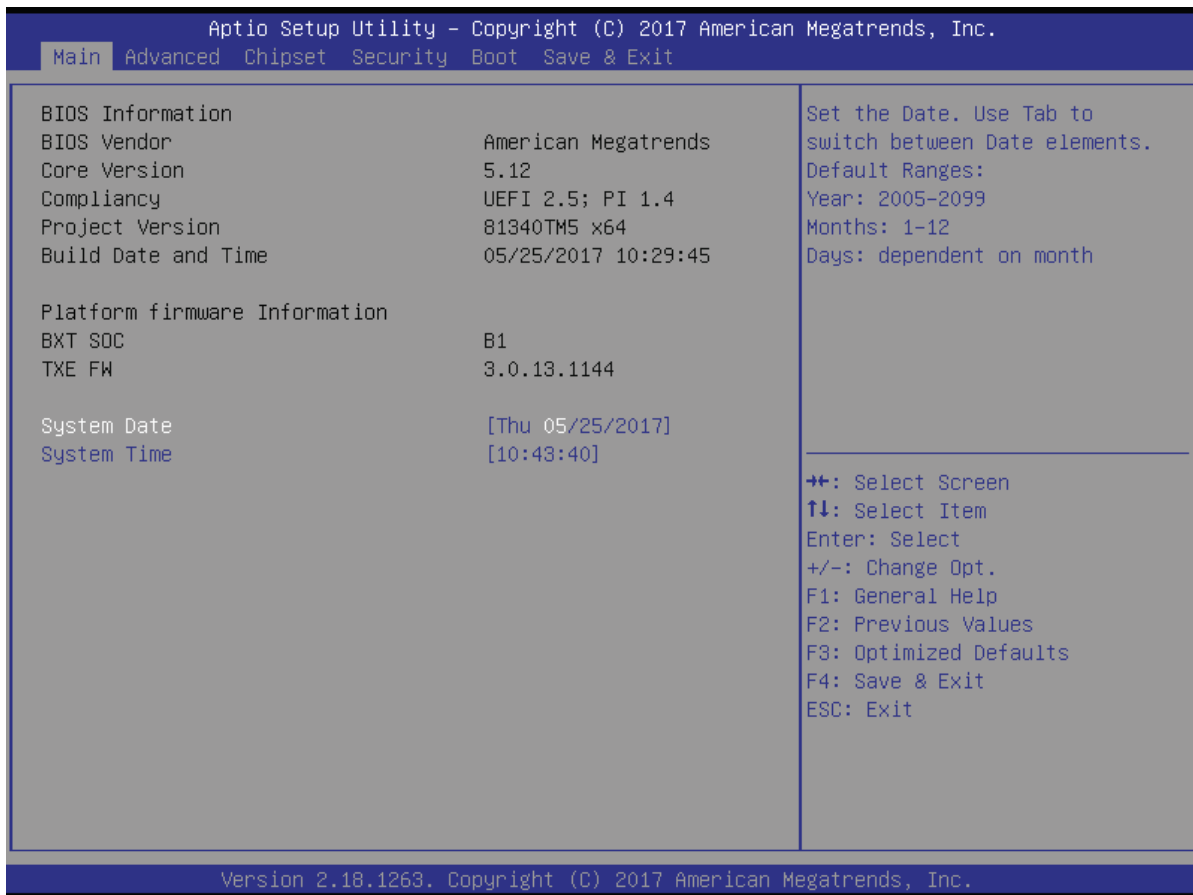 Aptio Setup Utility – Copyright (C) 2017 American Megatrends, Inc.
Main Advanced Chipset Security Boot Save & Exit
BIOS Information
BIOS Vendor American Megatrends
Core Version 5.12
Compliancy UEFI 2.5; PI 1.4
Project Version 81340TM5 x64
Build Date and Time 05/25/2017 10:29:45
Platform firmware Information
BXT SOC B1
TXE FW 3.0.13.1144
System Date [Thu 05/25/2017]
System Time [10:43:40]
Set the Date. Use Tab to
switch between Date elements.
Default Ranges:
Year: 2005-2099
Months: 1-12
Days: dependent on month
→←: Select Screen
↑↓: Select Item
Enter: Select
+/-: Change Opt.
F1: General Help
F2: Previous Values
F3: Optimized Defaults
F4: Save & Exit
ESC: Exit
Version 2.18.1263. Copyright (C) 2017 American Megatrends, Inc.